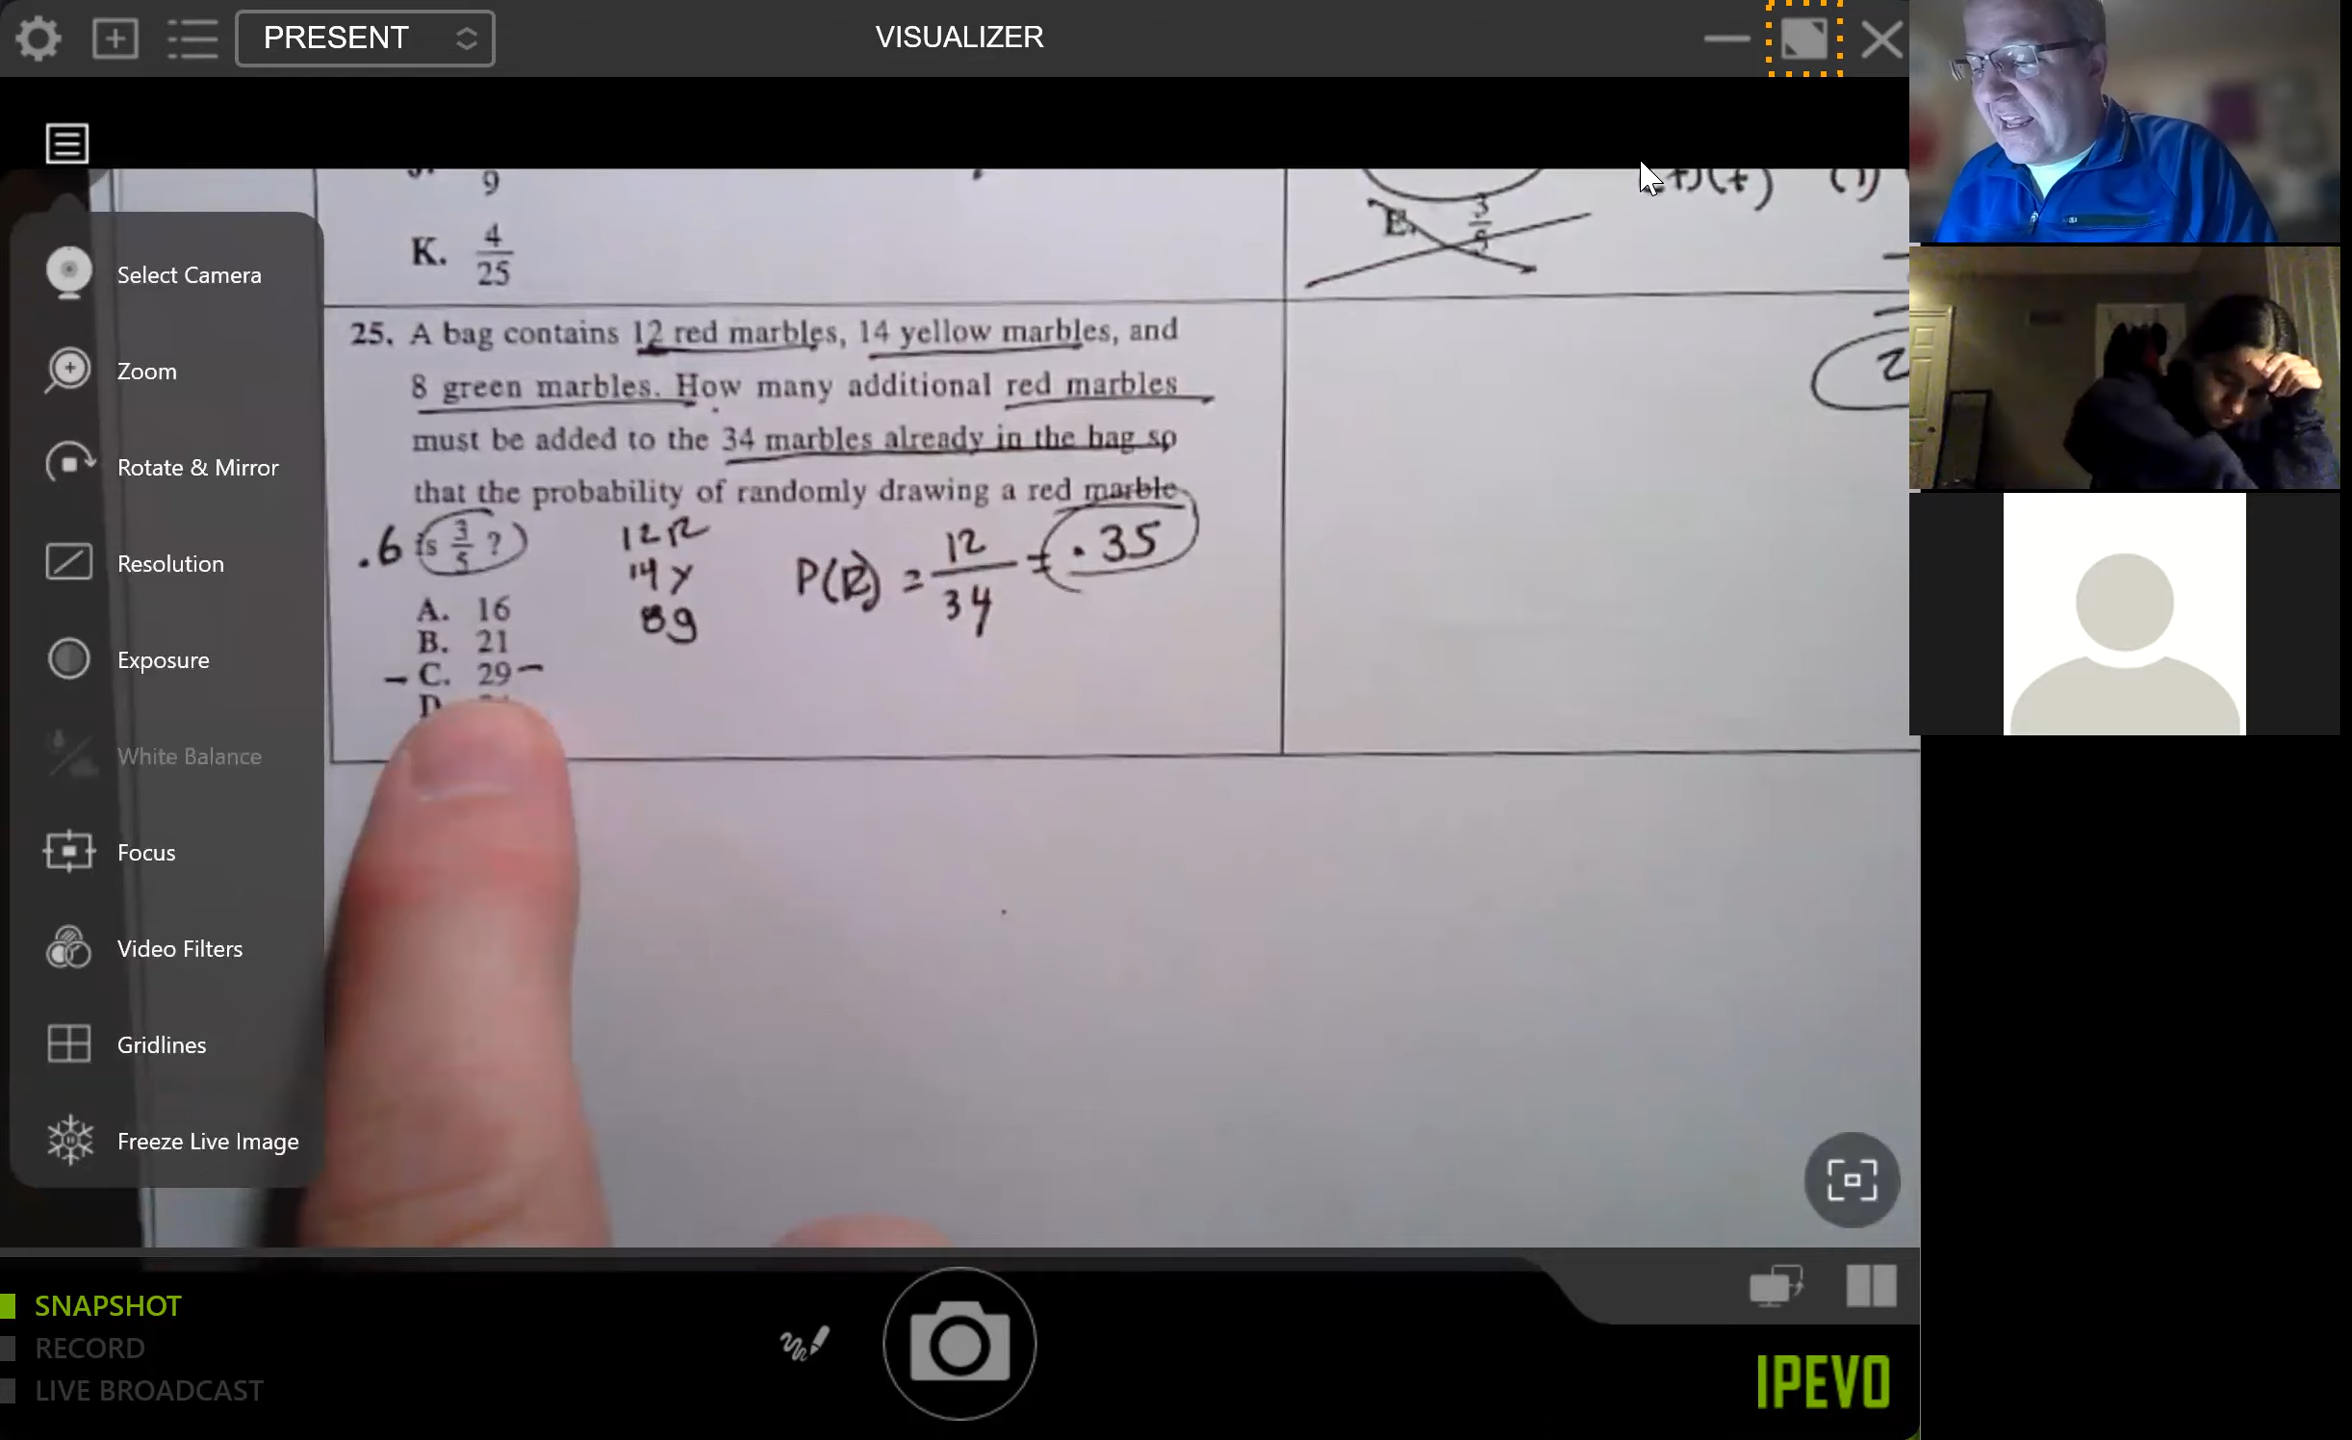 PRESENT
VISUALIZER
Select Camera
Zoom
Rotate & Mirror
Resolution
Exposure
White Balance
Focus
Video Filters
Gridlines
Freeze Live Image
9
K. 4/25
E. 3/5
25. A bag contains 12 red marbles, 14 yellow marbles, and
8 green marbles. How many additional red marbles
must be added to the 34 marbles already in the bag so
that the probability of randomly drawing a red marble
.6 is 3/5 ?
12R
14y
8g
P(R) = 12/34 = .35
A. 16
B. 21
- C. 29 -
D.
2
SNAPSHOT
RECORD
LIVE BROADCAST
IPEVO